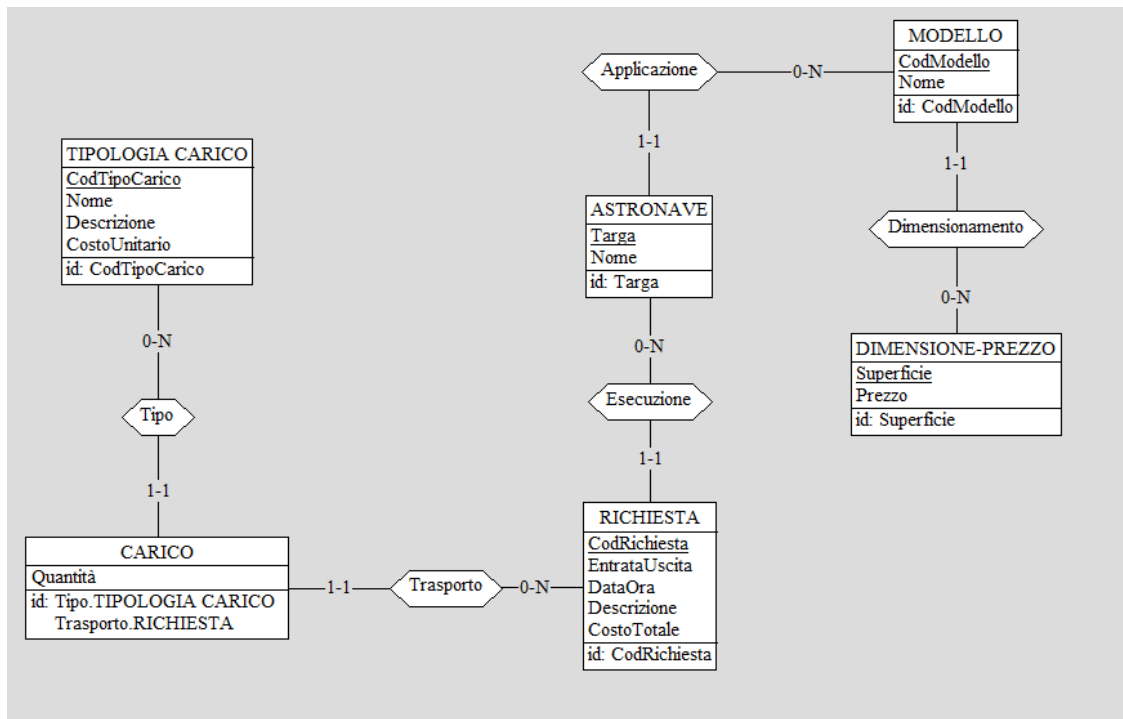 MODELLO
CodModello
Nome
id: CodModello
Applicazione
0-N
1-1
1-1
TIPOLOGIA CARICO
CodTipoCarico
Nome
Descrizione
CostoUnitario
id: CodTipoCarico
ASTRONAVE
Targa
Nome
id: Targa
Dimensionamento
0-N
0-N
0-N
DIMENSIONE-PREZZO
Superficie
Prezzo
id: Superficie
Tipo
Esecuzione
1-1
1-1
RICHIESTA
CodRichiesta
EntrataUscita
DataOra
Descrizione
CostoTotale
id: CodRichiesta
CARICO
Quantità
id: Tipo.TIPOLOGIA CARICO
Trasporto.RICHIESTA
1-1
Trasporto
0-N